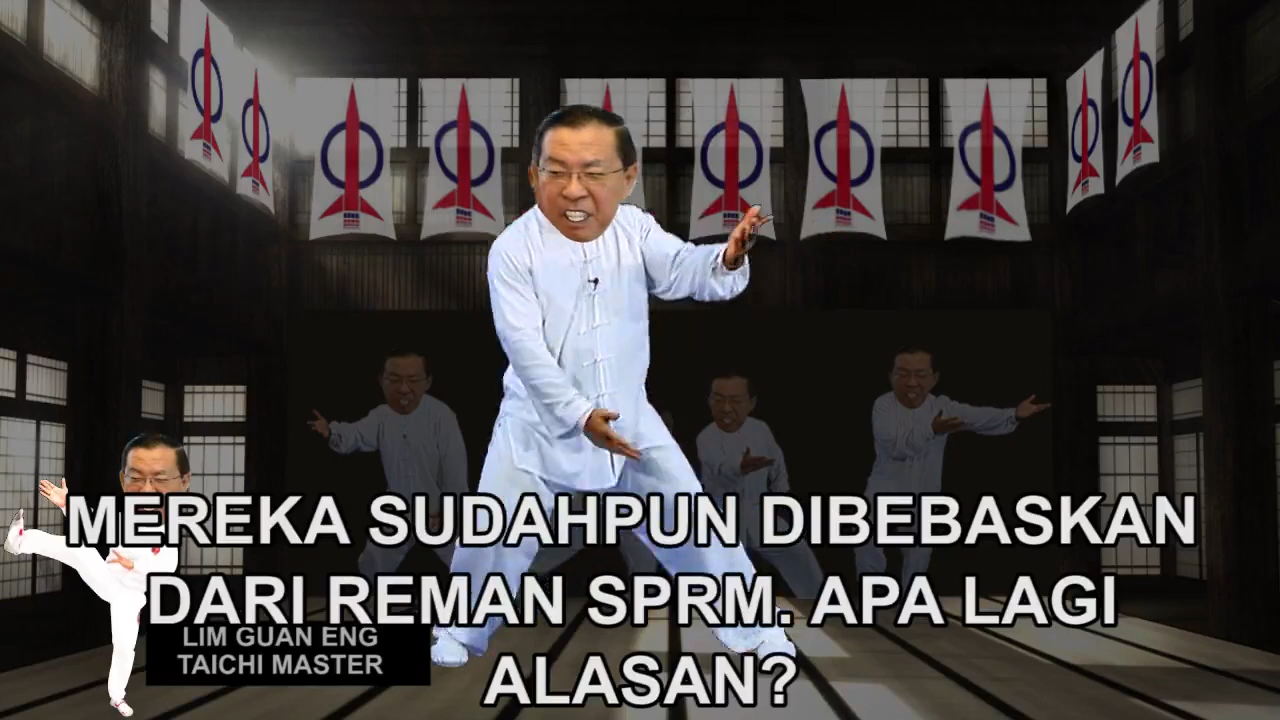 MEREKA SUDAHPUN DIBEBASKAN
DARI REMAN SPRM. APA LAGI
ALASAN?
LIM GUAN ENG
TAICHI MASTER